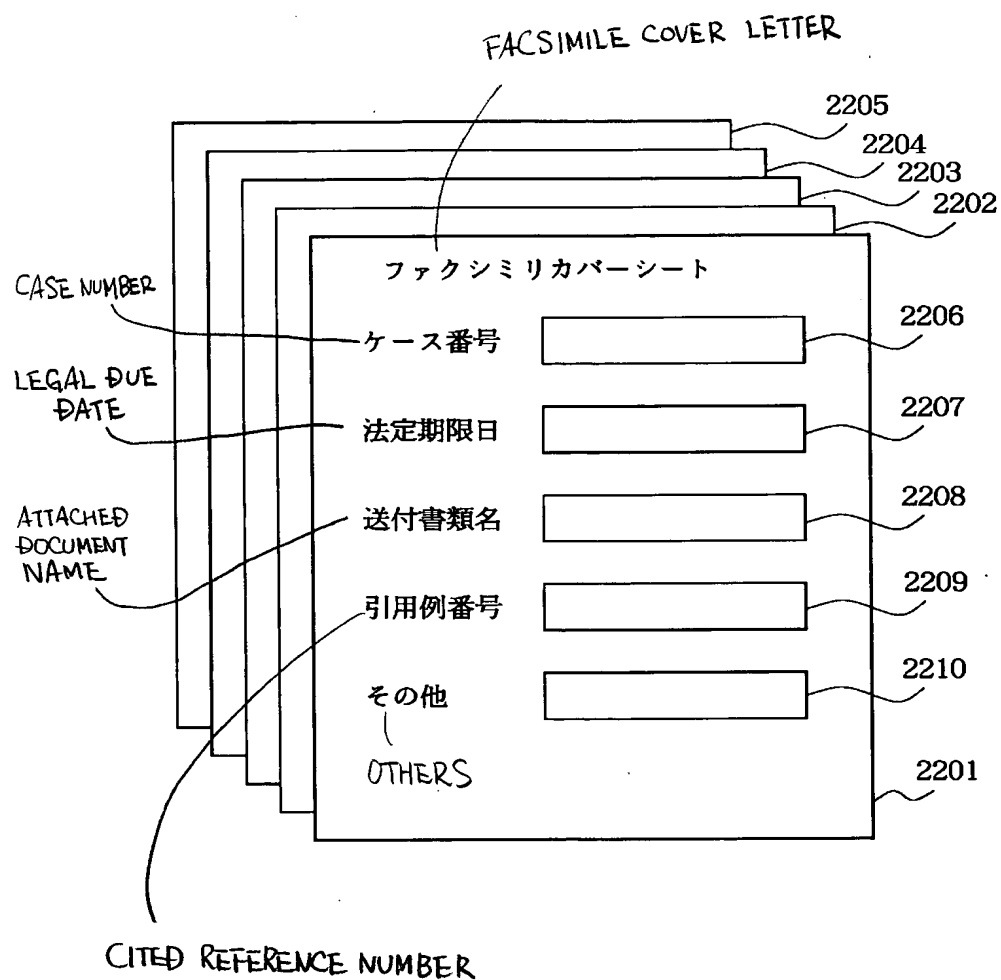 FACSIMILE COVER LETTER
2205
2204
2203
2202
ファクシミリカバーシート
CASE NUMBER
ケース番号
2206
LEGAL DUE
DATE
法定期限日
2207
ATTACHED
DOCUMENT
NAME
送付書類名
2208
引用例番号
2209
その他
2210
OTHERS
2201
CITED REFERENCE NUMBER